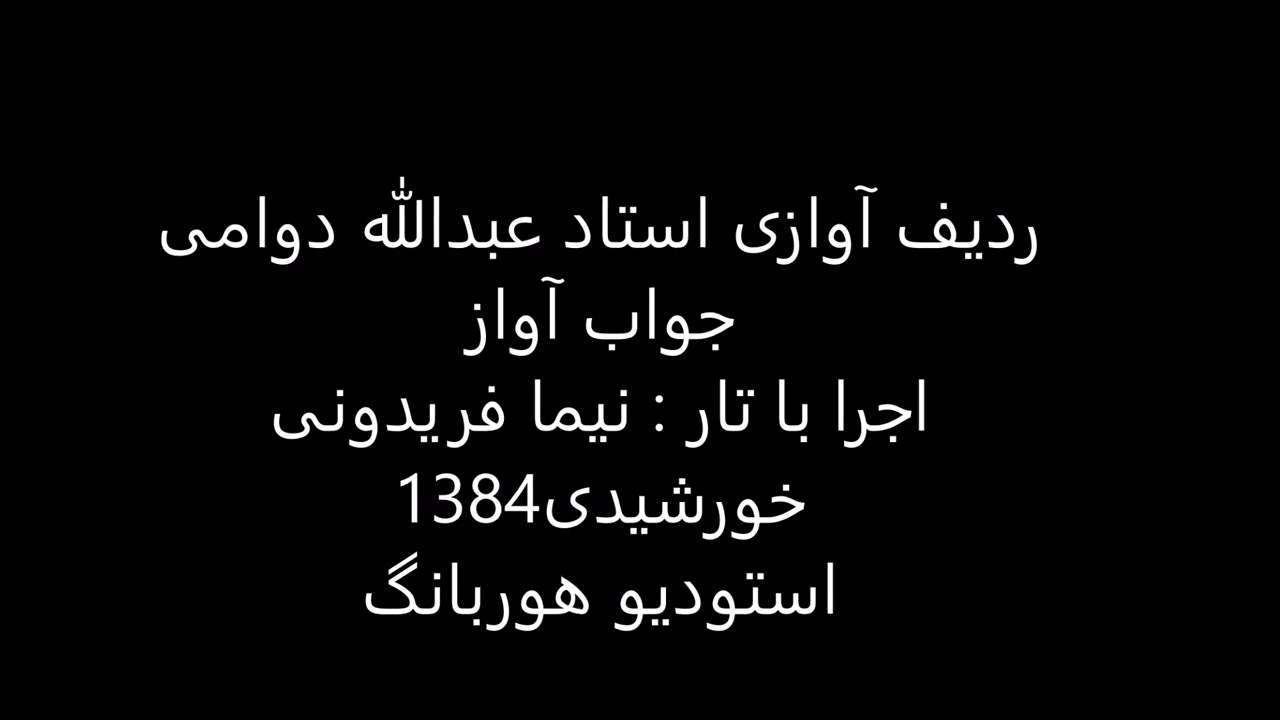 ردیف آوازی استاد عبدالله دوامی
جواب آواز
اجرا با تار : نیما فریدونی
خورشیدی1384
استودیو هوربانگ